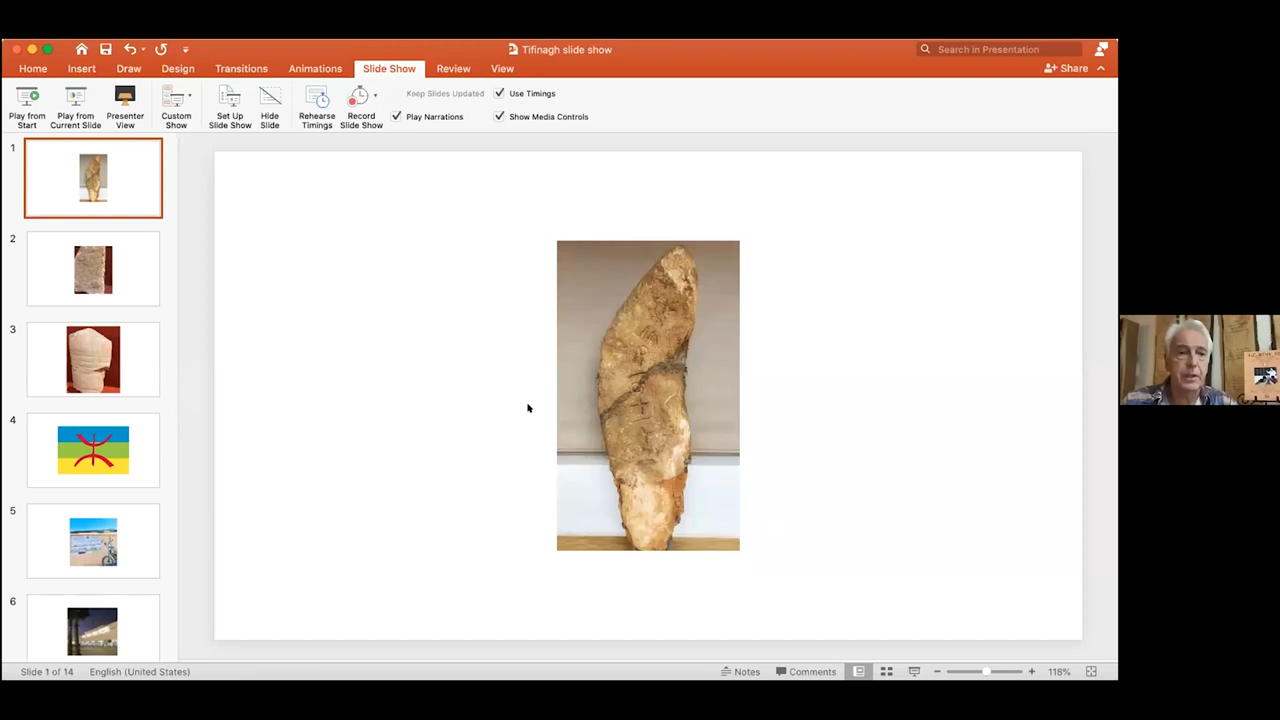 Tifinagh slide show
Search in Presentation
Home Insert Draw Design Transitions Animations Slide Show Review View Share
Keep Slides Updated Use Timings
Play from Start Play from Current Slide Presenter View Custom Show Set Up Slide Show Hide Slide Rehearse Timings Record Slide Show Play Narrations Show Media Controls
1
2
3
4
5
6
Slide 1 of 14 English (United States) Notes Comments 118%